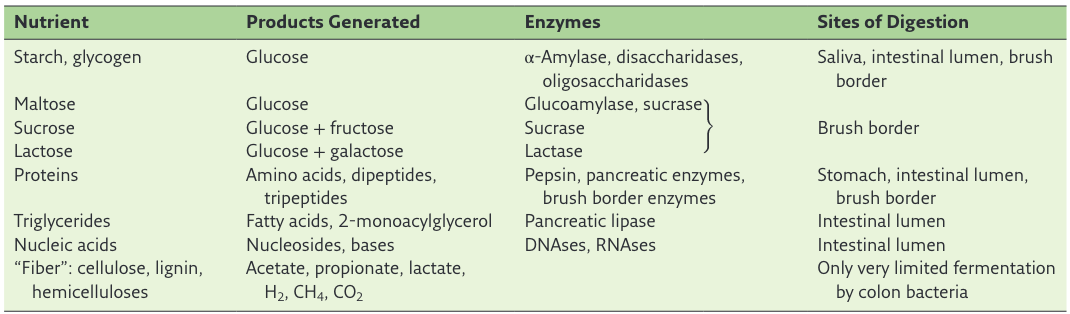 Nutrient Products Generated Enzymes Sites of Digestion
Starch, glycogen Glucose α-Amylase, disaccharidases, Saliva, intestinal lumen, brush
oligosaccharidases border
Maltose Glucose Glucoamylase, sucrase
Sucrose Glucose + fructose Sucrase Brush border
Lactose Glucose + galactose Lactase
Proteins Amino acids, dipeptides, Pepsin, pancreatic enzymes, Stomach, intestinal lumen,
tripeptides brush border enzymes brush border
Triglycerides Fatty acids, 2-monoacylglycerol Pancreatic lipase Intestinal lumen
Nucleic acids Nucleosides, bases DNAses, RNAses Intestinal lumen
“Fiber”: cellulose, lignin, Acetate, propionate, lactate, Only very limited fermentation
hemicelluloses H₂, CH₄, CO₂ by colon bacteria